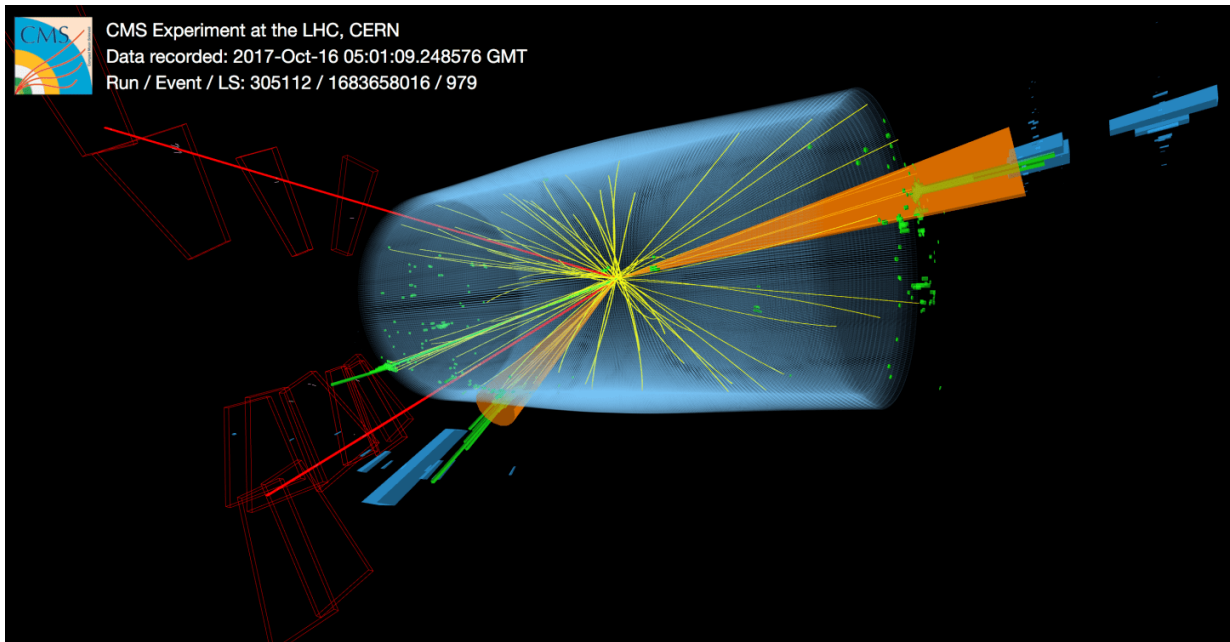 CMS
CMS Experiment at the LHC, CERN
Data recorded: 2017-Oct-16 05:01:09.248576 GMT
Run / Event / LS: 305112 / 1683658016 / 979